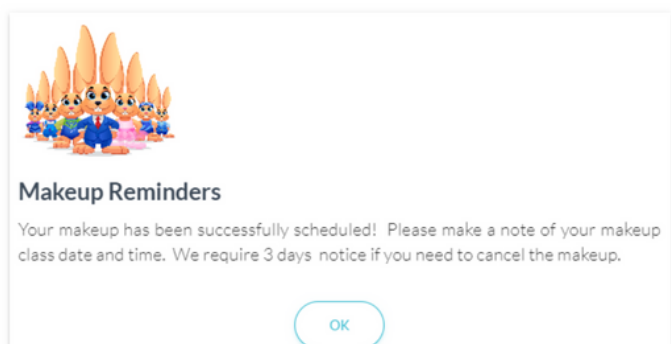 Makeup Reminders
Your makeup has been successfully scheduled! Please make a note of your makeup
class date and time. We require 3 days notice if you need to cancel the makeup.
OK